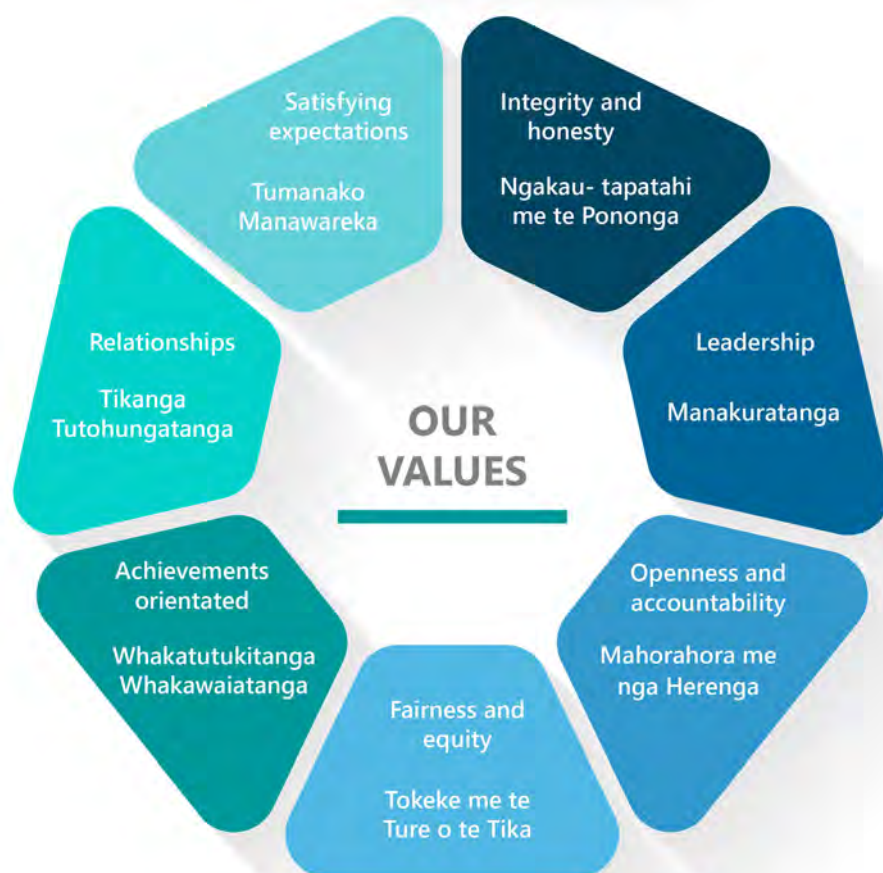 Satisfying
expectations
Tumanako
Manawareka
Integrity and
honesty
Ngakau- tapatahi
me te Pononga
Relationships
Tikanga
Tutohungatanga
Leadership
Manakuratanga
OUR
VALUES
Achievements
orientated
Whakatutukitanga
Whakawaiatanga
Openness and
accountability
Mahorahora me
nga Herenga
Fairness and
equity
Tokeke me te
Ture o te Tika